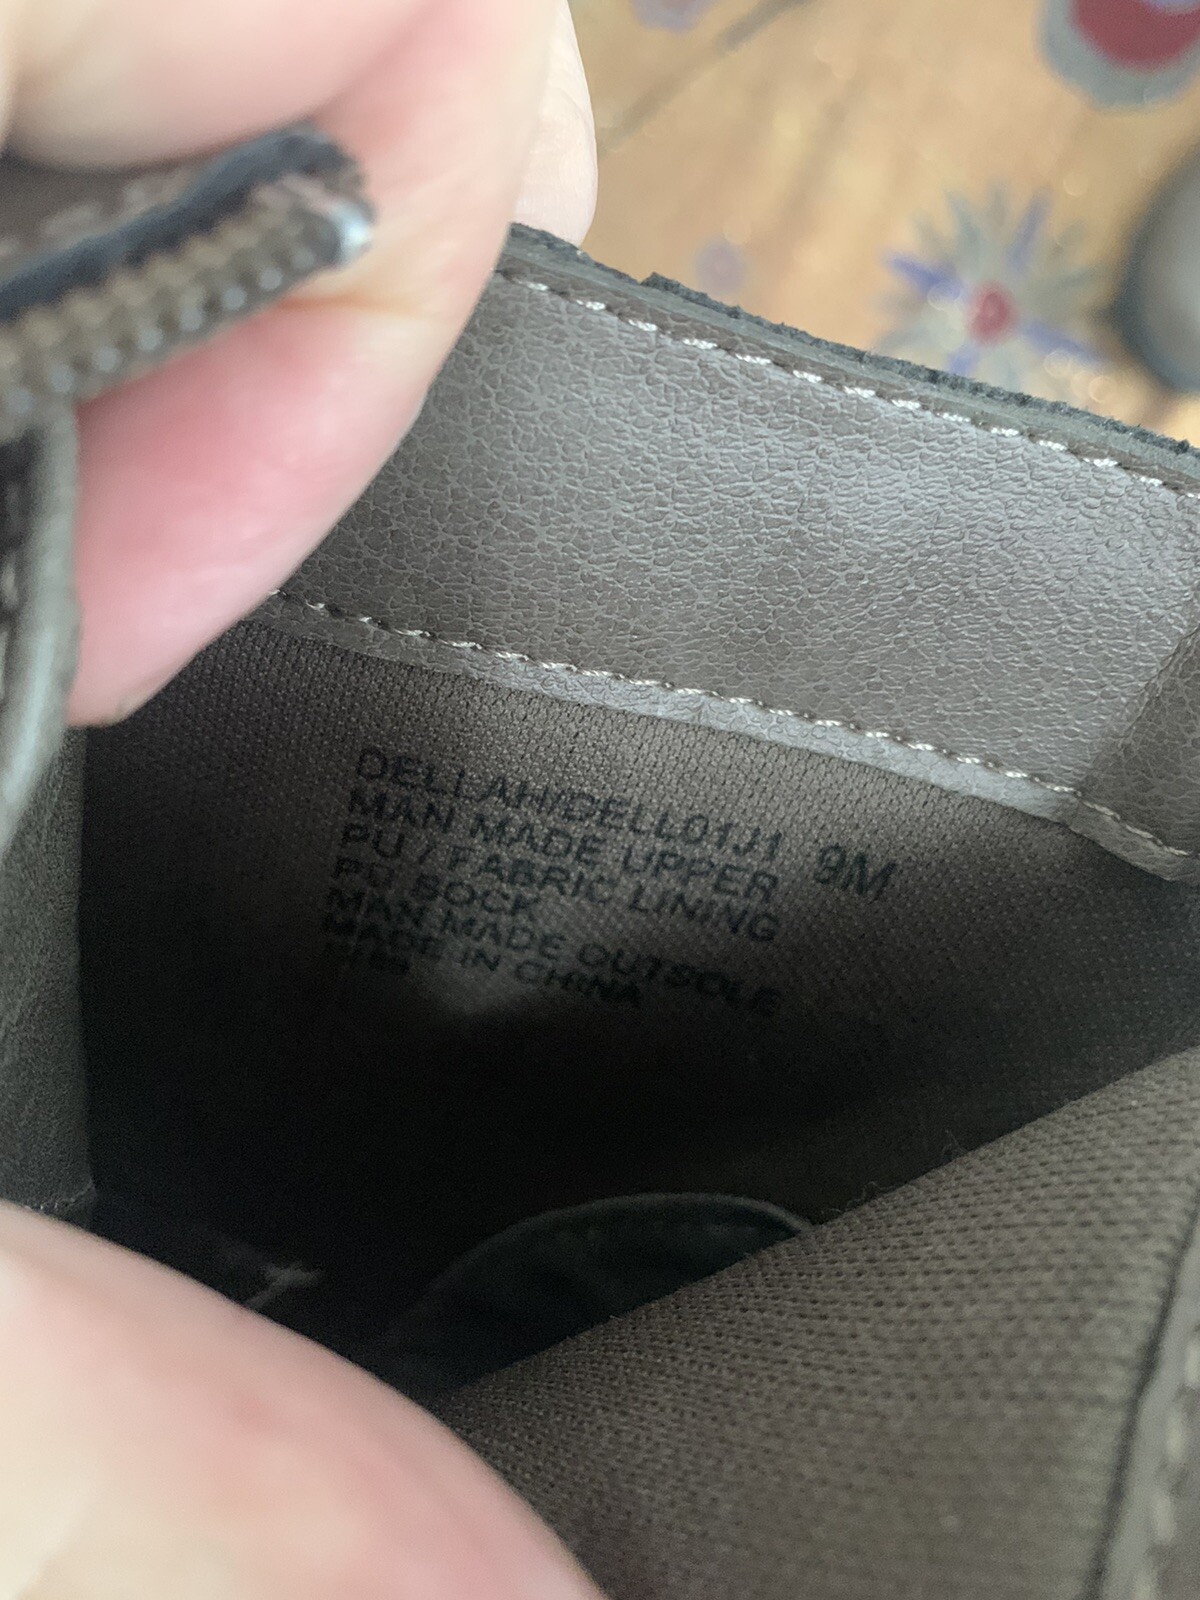 DELLAH/DELL01J1 9M
MAN MADE UPPER
PU / FABRIC LINING
PU SOCK
MAN MADE OUTSOLE
MADE IN CHINA